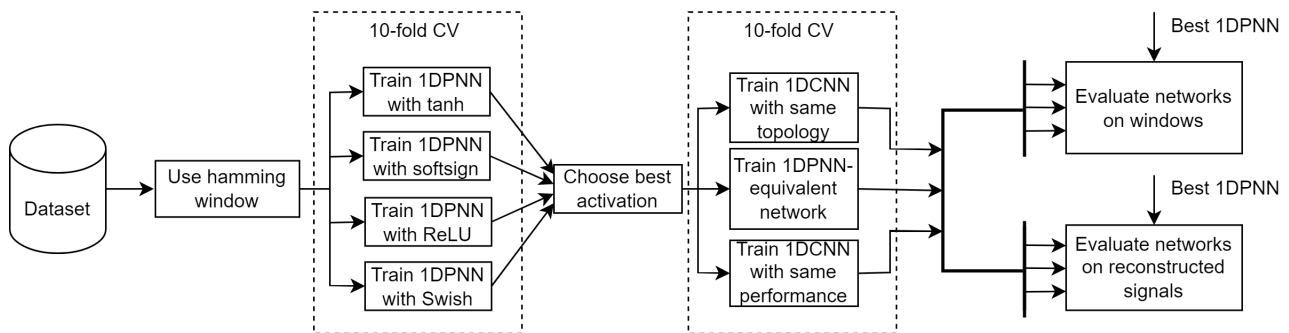 Dataset
Use hamming
window
10-fold CV
Train 1DPNN
with tanh
Train 1DPNN
with softsign
Train 1DPNN
with ReLU
Train 1DPNN
with Swish
Choose best
activation
10-fold CV
Train 1DCNN
with same
topology
Train 1DPNN-
equivalent
network
Train 1DCNN
with same
performance
Best 1DPNN
Evaluate networks
on windows
Best 1DPNN
Evaluate networks
on reconstructed
signals